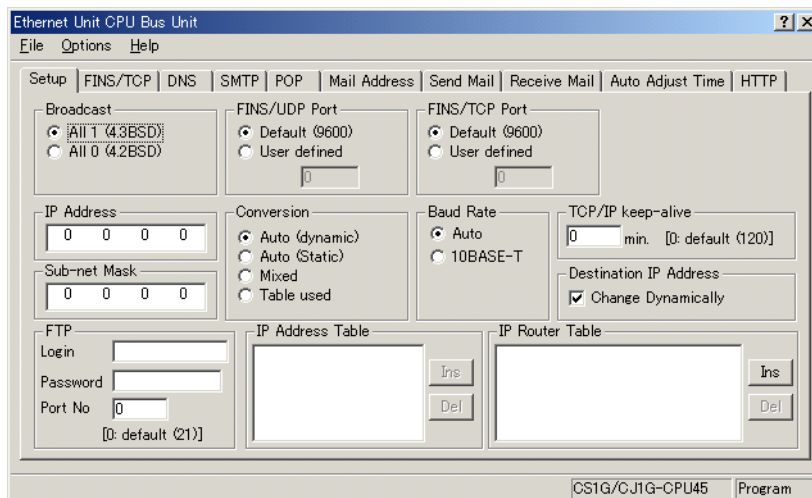 Ethernet Unit CPU Bus Unit
File Options Help
Setup FINS/TCP DNS SMTP POP Mail Address Send Mail Receive Mail Auto Adjust Time HTTP
Broadcast
All 1 (4.3BSD)
All 0 (4.2BSD)
FINS/UDP Port
Default (9600)
User defined
0
FINS/TCP Port
Default (9600)
User defined
0
IP Address
0 0 0 0
Sub-net Mask
0 0 0 0
Conversion
Auto (dynamic)
Auto (Static)
Mixed
Table used
Baud Rate
Auto
10BASE-T
TCP/IP keep-alive
0 min. [0: default (120)]
Destination IP Address
Change Dynamically
FTP
Login
Password
Port No 0
[0: default (21)]
IP Address Table
Ins
Del
IP Router Table
Ins
Del
CS1G/CJ1G-CPU45 Program